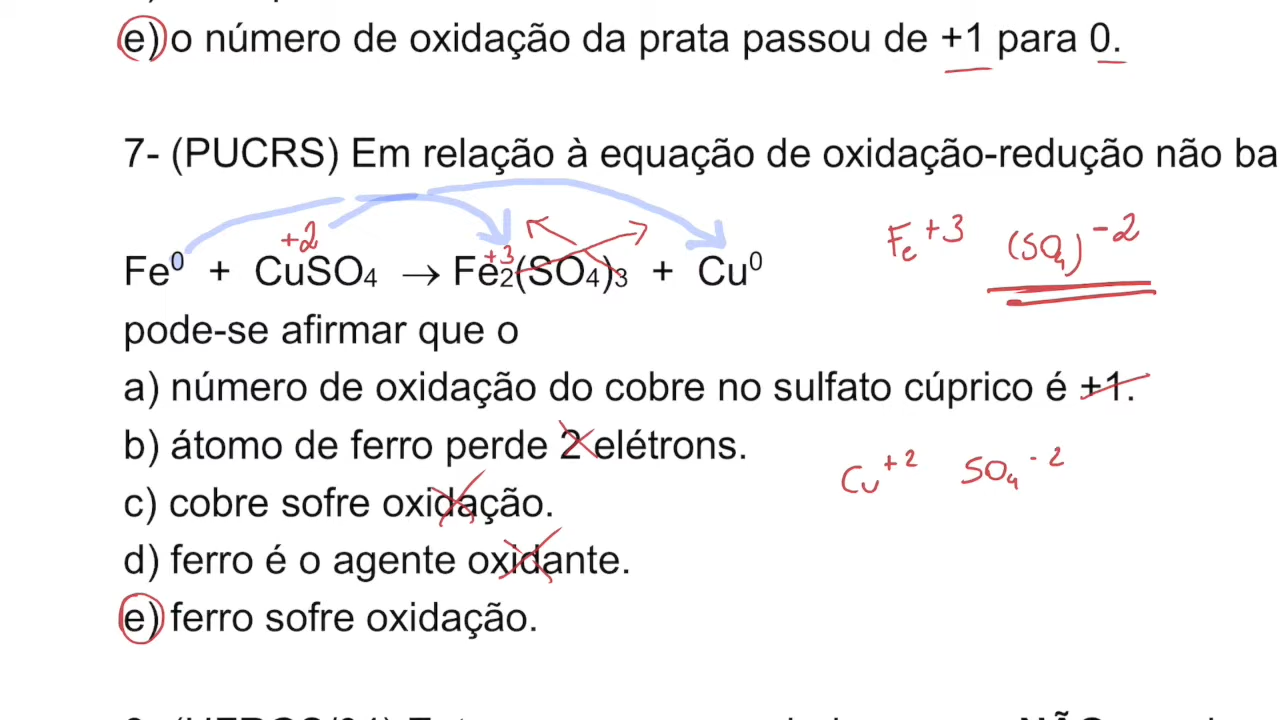 e) o número de oxidação da prata passou de +1 para 0.
7- (PUCRS) Em relação à equação de oxidação-redução não ba
+2 +3 Fe+3 (SO4)-2
Fe0 + CuSO4 → Fe2(SO4)3 + Cu0
pode-se afirmar que o
a) número de oxidação do cobre no sulfato cúprico é +1.
b) átomo de ferro perde 2 elétrons.
Cu+2 SO4-2
c) cobre sofre oxidação.
d) ferro é o agente oxidante.
e) ferro sofre oxidação.